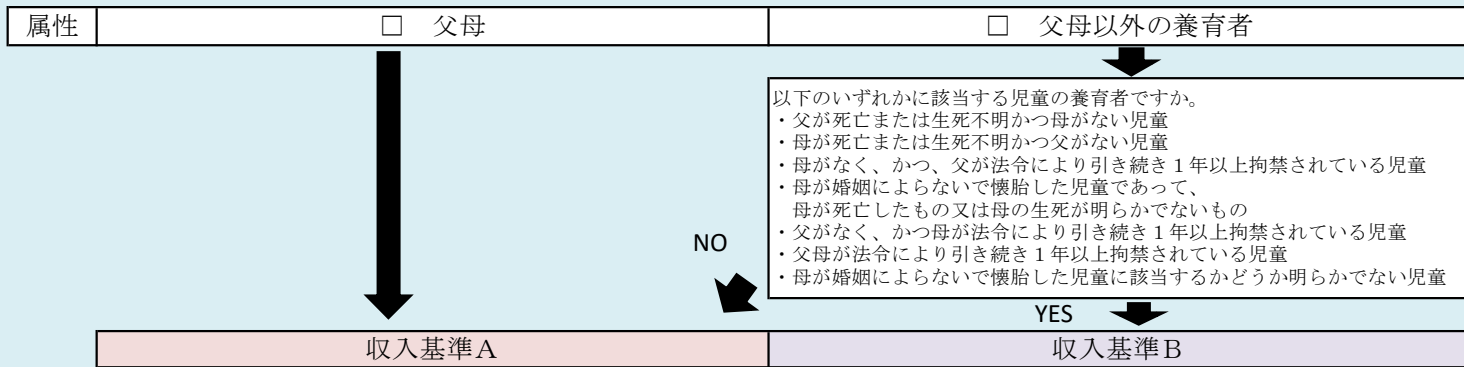 属性
□ 父母
□ 父母以外の養育者
以下のいずれかに該当する児童の養育者ですか。
・父が死亡または生死不明かつ母がない児童
・母が死亡または生死不明かつ父がない児童
・母がなく、かつ、父が法令により引き続き１年以上拘禁されている児童
・母が婚姻によらないで懐胎した児童であって、
母が死亡したもの又は母の生死が明らかでないもの
・父がなく、かつ母が法令により引き続き１年以上拘禁されている児童
・父母が法令により引き続き１年以上拘禁されている児童
・母が婚姻によらないで懐胎した児童に該当するかどうか明らかでない児童
NO
YES
収入基準Ａ
収入基準Ｂ